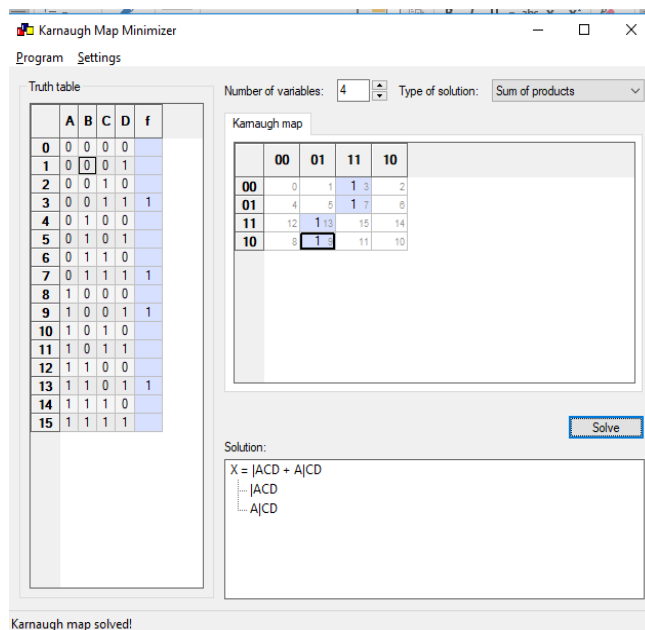 Karnaugh Map Minimizer
Program Settings
Truth table
Number of variables: 4 Type of solution: Sum of products
Karnaugh map
A B C D f
0 0 0 0 0
1 0 0 0 1
2 0 0 1 0
3 0 0 1 1 1
4 0 1 0 0
5 0 1 0 1
6 0 1 1 0
7 0 1 1 1 1
8 1 0 0 0
9 1 0 0 1 1
10 1 0 1 0
11 1 0 1 1
12 1 1 0 0
13 1 1 0 1 1
14 1 1 1 0
15 1 1 1 1
00 01 11 10
00 0 1 1 3 2
01 4 5 1 7 6
11 12 1 13 15 14
10 8 1 9 11 10
Solve
Solution:
X = |ACD + A|CD
|ACD
A|CD
Karnaugh map solved!